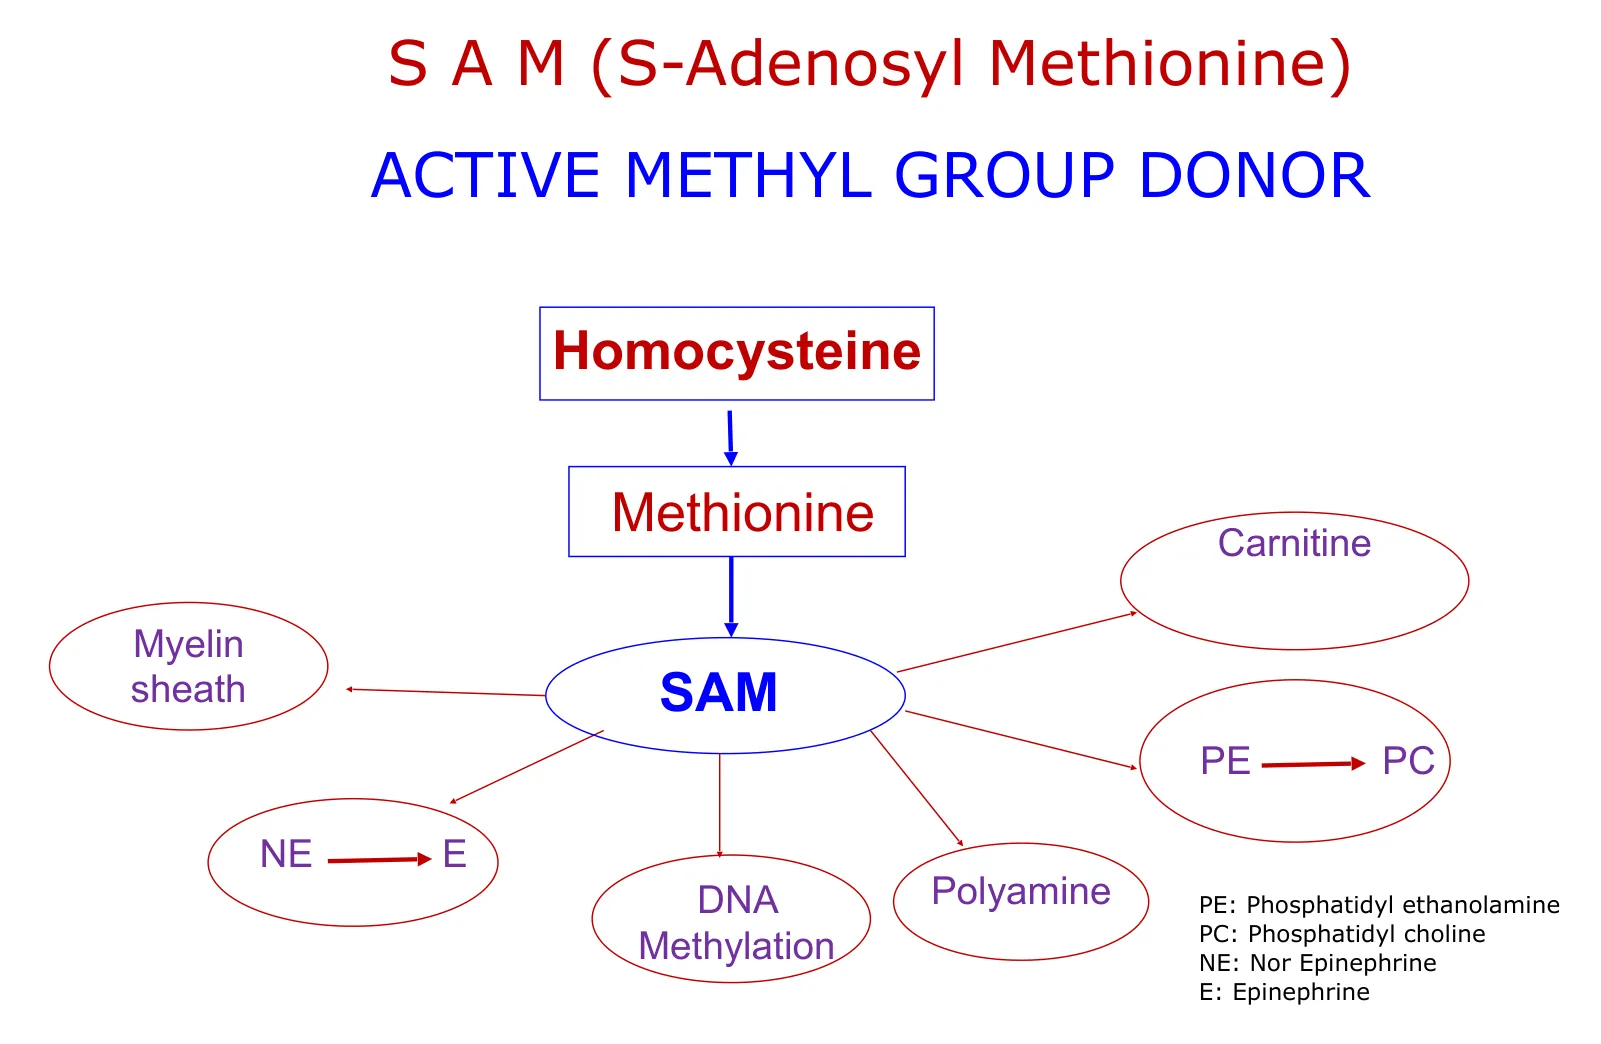 S A M (S-Adenosyl Methionine)
ACTIVE METHYL GROUP DONOR
Homocysteine
Methionine
SAM
Carnitine
Myelin
sheath
PE PC
NE E
DNA
Methylation
Polyamine
PE: Phosphatidyl ethanolamine
PC: Phosphatidyl choline
NE: Nor Epinephrine
E: Epinephrine